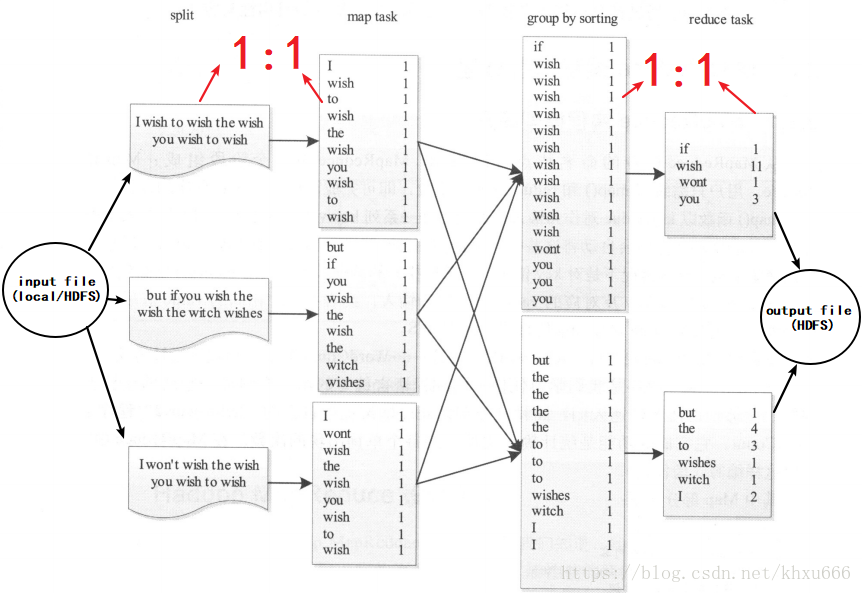 split
map task
group by sorting
reduce task
1:1
1:1
input file
(local/HDFS)
I wish to wish the wish
you wish to wish
but if you wish the
wish the witch wishes
I won't wish the wish
you wish to wish
I 1
wish 1
to 1
wish 1
the 1
wish 1
you 1
wish 1
to 1
wish 1
but 1
if 1
you 1
wish 1
the 1
wish 1
the 1
witch 1
wishes 1
I 1
wont 1
wish 1
the 1
wish 1
you 1
wish 1
to 1
wish 1
if 1
wish 1
wish 1
wish 1
wish 1
wish 1
wish 1
wish 1
wish 1
wish 1
wish 1
wish 1
wont 1
you 1
you 1
you 1
but 1
the 1
the 1
the 1
the 1
to 1
to 1
to 1
wishes 1
witch 1
I 1
I 1
if 1
wish 11
wont 1
you 3
but 1
the 4
to 3
wishes 1
witch 1
I 2
output file
(HDFS)
https://blog.csdn.net/khxu666